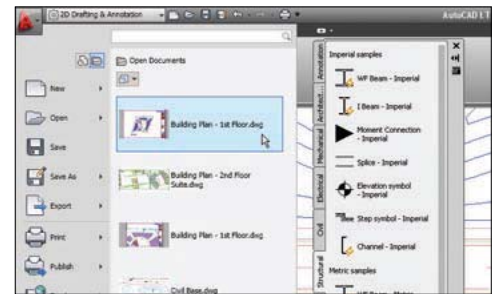 2D Drafting & Annotation
AutoCAD LT
Open Documents
New
Open
Save
Save As
Export
Print
Publish
Building Plan - 1st Floor.dwg
Building Plan - 2nd Floor
Suite.dwg
Building Plan - 1st Floor.dwg
Civil Base.dwg
Annotation
Architect...
Mechanical
Electrical
Civil
Structural
Imperial samples
WF Beam - Imperial
I Beam - Imperial
Moment Connection
- Imperial
Splice - Imperial
Elevation symbol
- Imperial
Step symbol - Imperial
Channel - Imperial
Metric samples